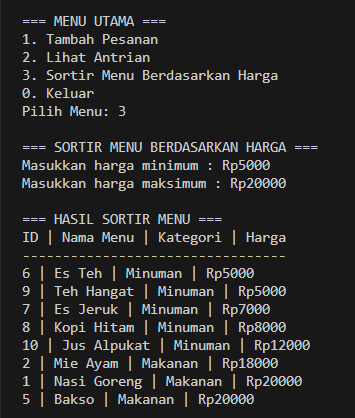 === MENU UTAMA ===
1. Tambah Pesanan
2. Lihat Antrian
3. Sortir Menu Berdasarkan Harga
0. Keluar
Pilih Menu: 3
=== SORTIR MENU BERDASARKAN HARGA ===
Masukkan harga minimum : Rp5000
Masukkan harga maksimum : Rp20000
=== HASIL SORTIR MENU ===
ID | Nama Menu | Kategori | Harga
---------------------------------
6 | Es Teh | Minuman | Rp5000
9 | Teh Hangat | Minuman | Rp5000
7 | Es Jeruk | Minuman | Rp7000
8 | Kopi Hitam | Minuman | Rp8000
10 | Jus Alpukat | Minuman | Rp12000
2 | Mie Ayam | Makanan | Rp18000
1 | Nasi Goreng | Makanan | Rp20000
5 | Bakso | Makanan | Rp20000